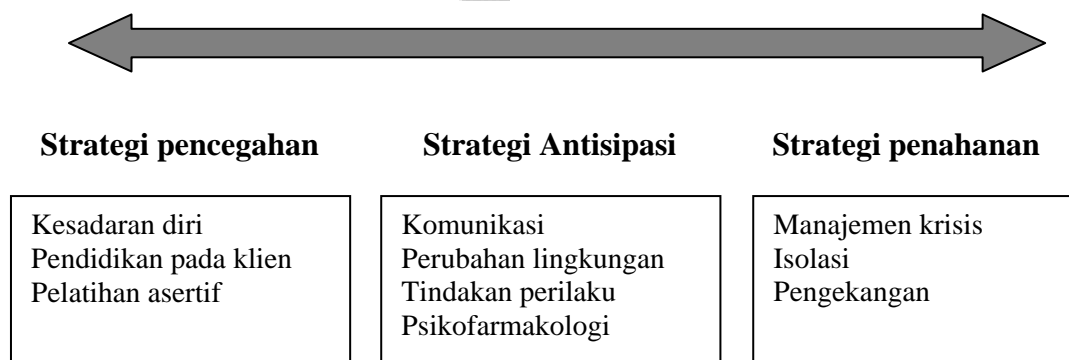 Strategi pencegahan
Strategi Antisipasi
Strategi penahanan
Kesadaran diri
Pendidikan pada klien
Pelatihan asertif
Komunikasi
Perubahan lingkungan
Tindakan perilaku
Psikofarmakologi
Manajemen krisis
Isolasi
Pengekangan